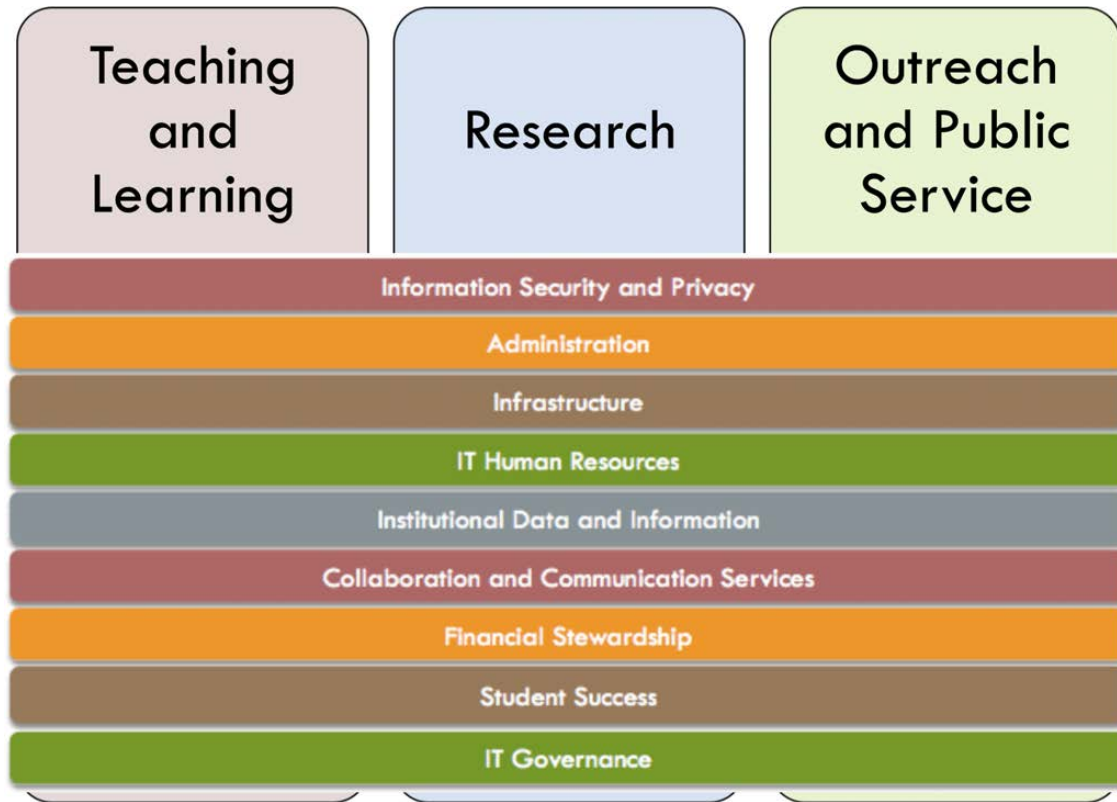 Teaching
and
Learning
Research
Outreach
and Public
Service
Information Security and Privacy
Administration
Infrastructure
IT Human Resources
Institutional Data and Information
Collaboration and Communication Services
Financial Stewardship
Student Success
IT Governance